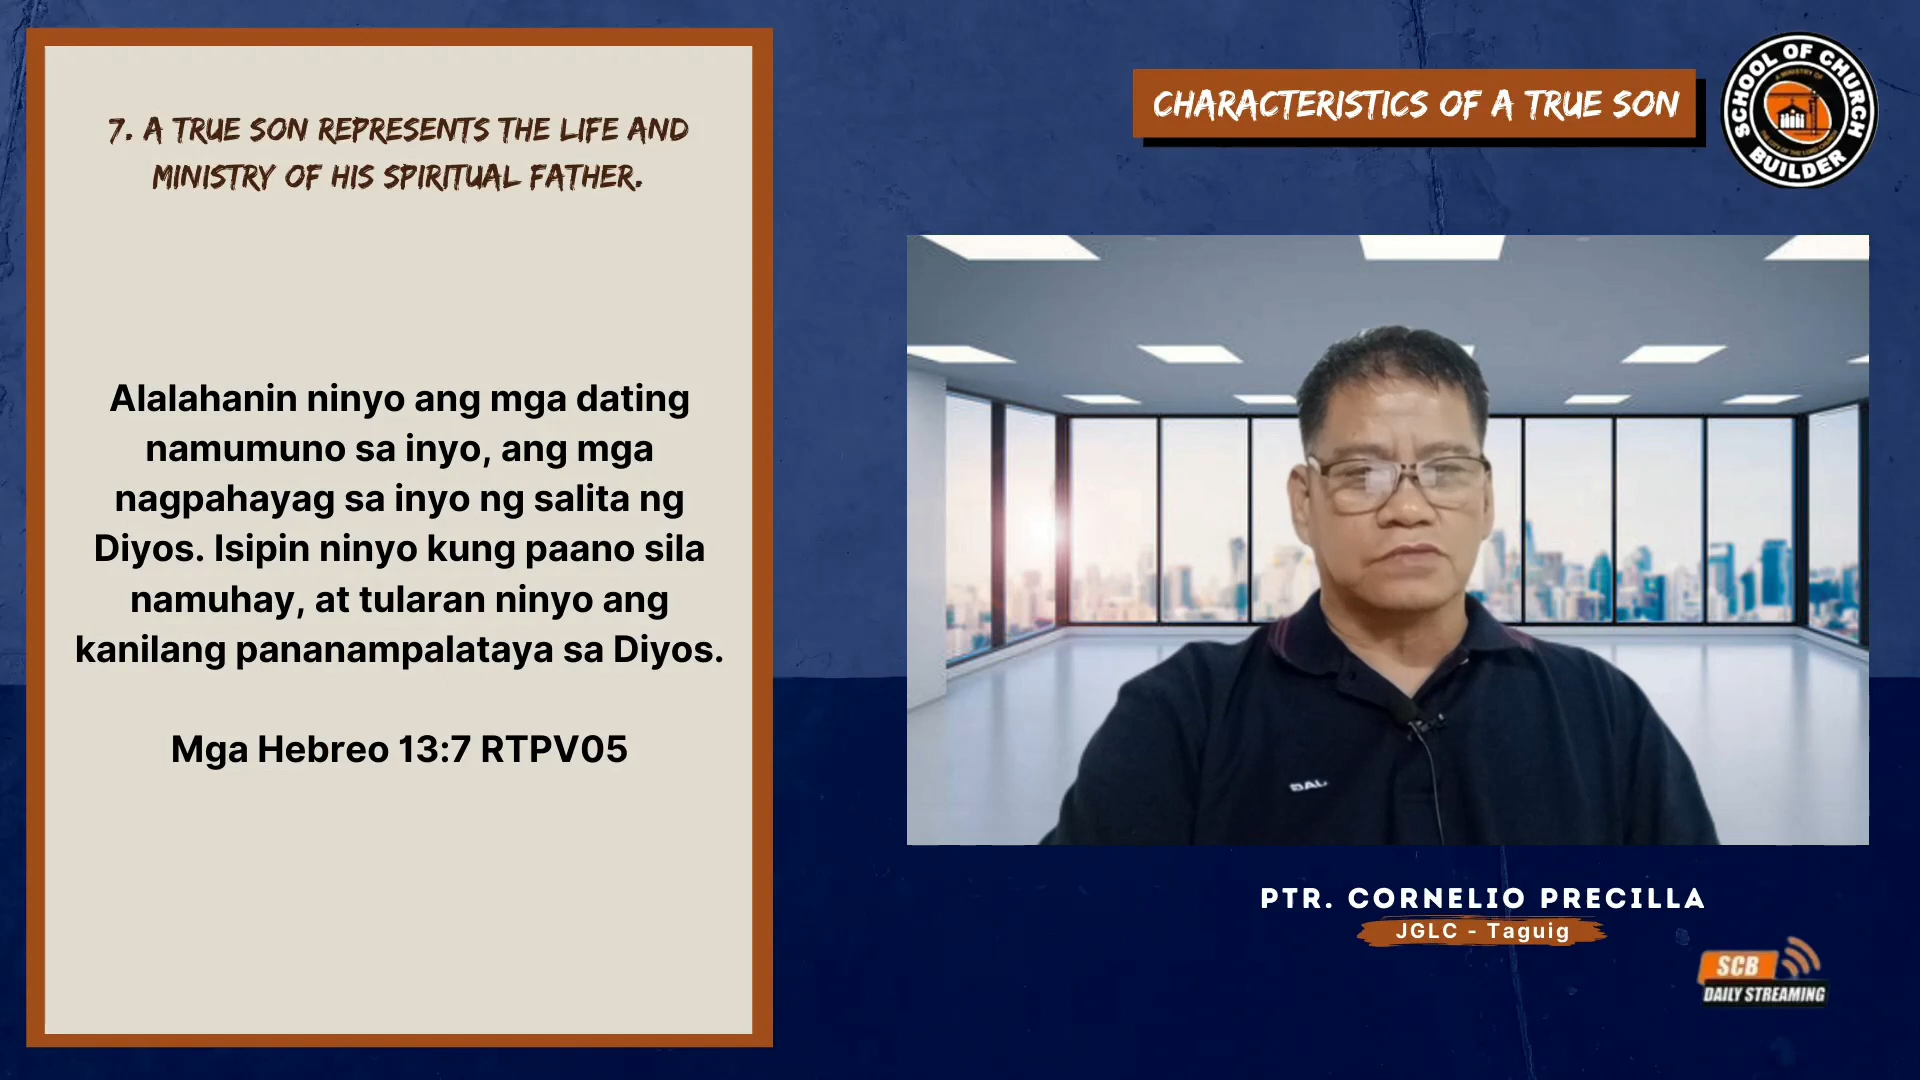 7. A TRUE SON REPRESENTS THE LIFE AND
MINISTRY OF HIS SPIRITUAL FATHER.
Alalahanin ninyo ang mga dating
namumuno sa inyo, ang mga
nagpahayag sa inyo ng salita ng
Diyos. Isipin ninyo kung paano sila
namuhay, at tularan ninyo ang
kanilang pananampalataya sa Diyos.
Mga Hebreo 13:7 RTPV05
CHARACTERISTICS OF A TRUE SON
SCHOOL OF CHURCH
BUILDER
PTR. CORNELIO PRECILLA
JGLC - Taguig
SCB
DAILY STREAMING